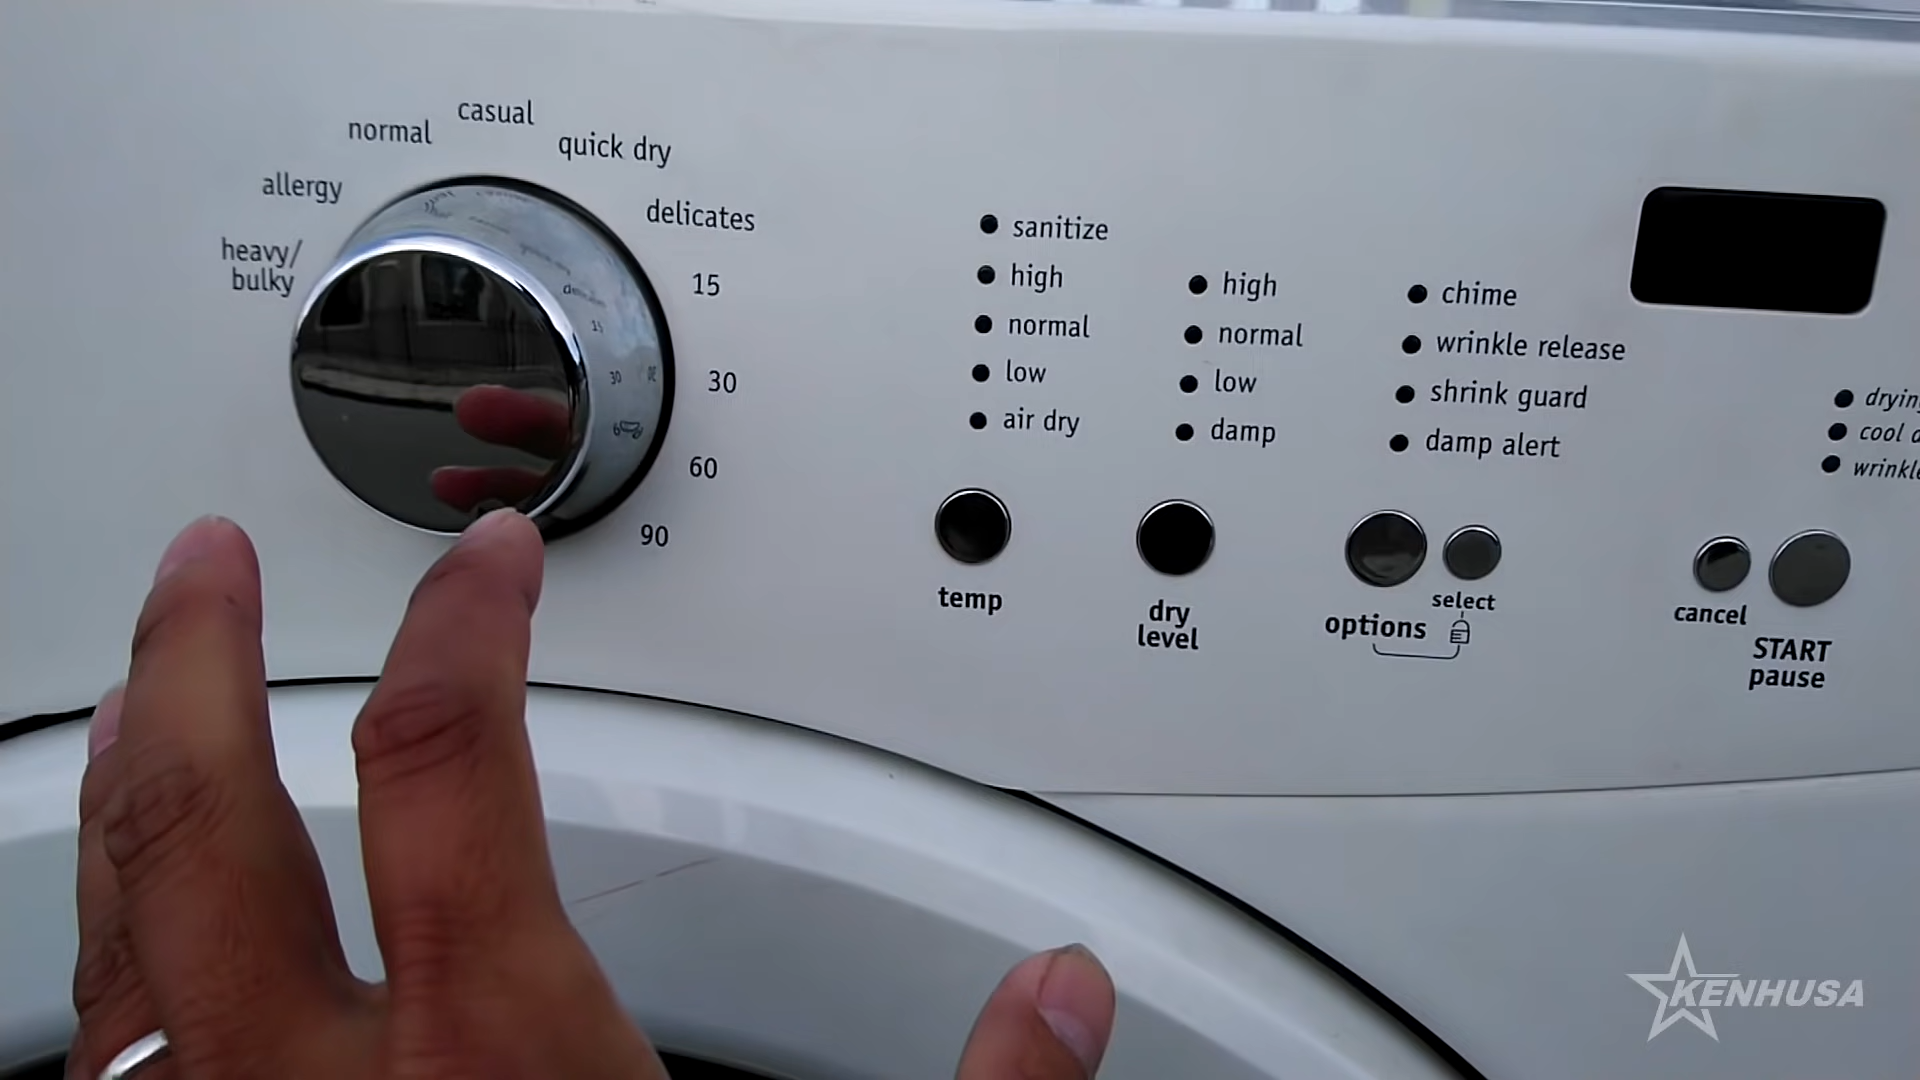 casual
normal
quick dry
allergy
delicates
heavy/
bulky
15
30
60
90
sanitize
high
normal
low
air dry
temp
high
normal
low
damp
dry
level
chime
wrinkle release
shrink guard
damp alert
options
select
cool
cancel
START
pause
KENHUSA